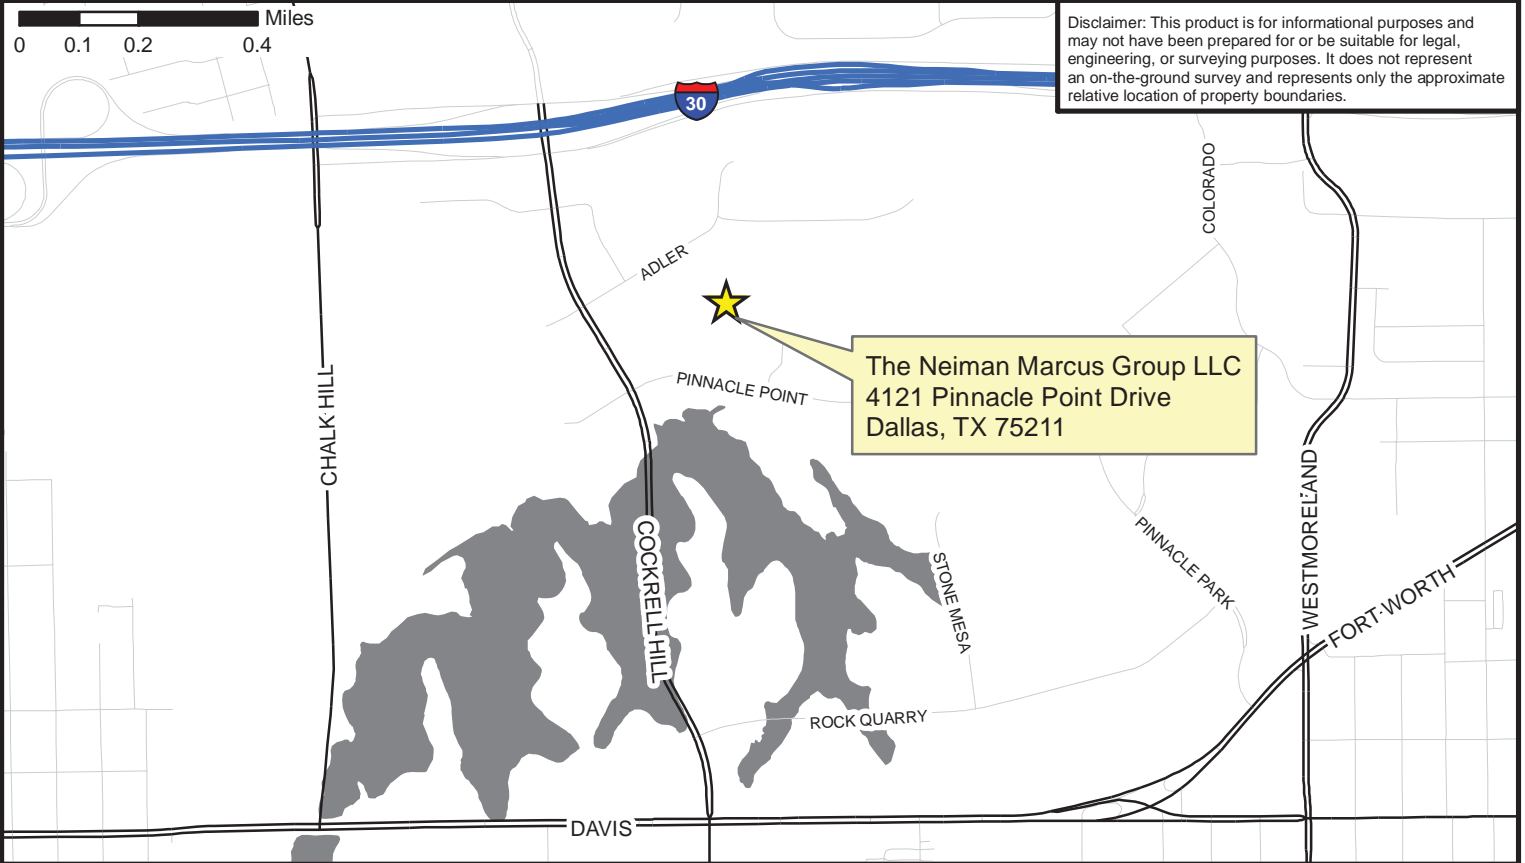 Miles
0 0.1 0.2 0.4
Disclaimer: This product is for informational purposes and
may not have been prepared for or be suitable for legal,
engineering, or surveying purposes. It does not represent
an on-the-ground survey and represents only the approximate
relative location of property boundaries.
30
COLORADO
ADLER
The Neiman Marcus Group LLC
4121 Pinnacle Point Drive
Dallas, TX 75211
PINNACLE POINT
CHALK HILL
WESTMORELAND
COCKRELL HILL
STONE MESA
PINNACLE PARK
FORT WORTH
ROCK QUARRY
DAVIS